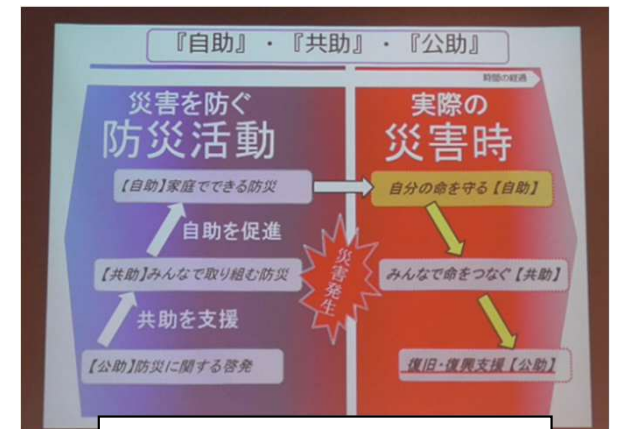 『自助』・『共助』・『公助』
時間の経過
災害を防ぐ
防災活動
【自助】家庭でできる防災
自助を促進
【共助】みんなで取り組む防災
共助を支援
【公助】防災に関する啓発
災害発生
実際の
災害時
自分の命を守る【自助】
みんなで命をつなぐ【共助】
復旧・復興支援【公助】